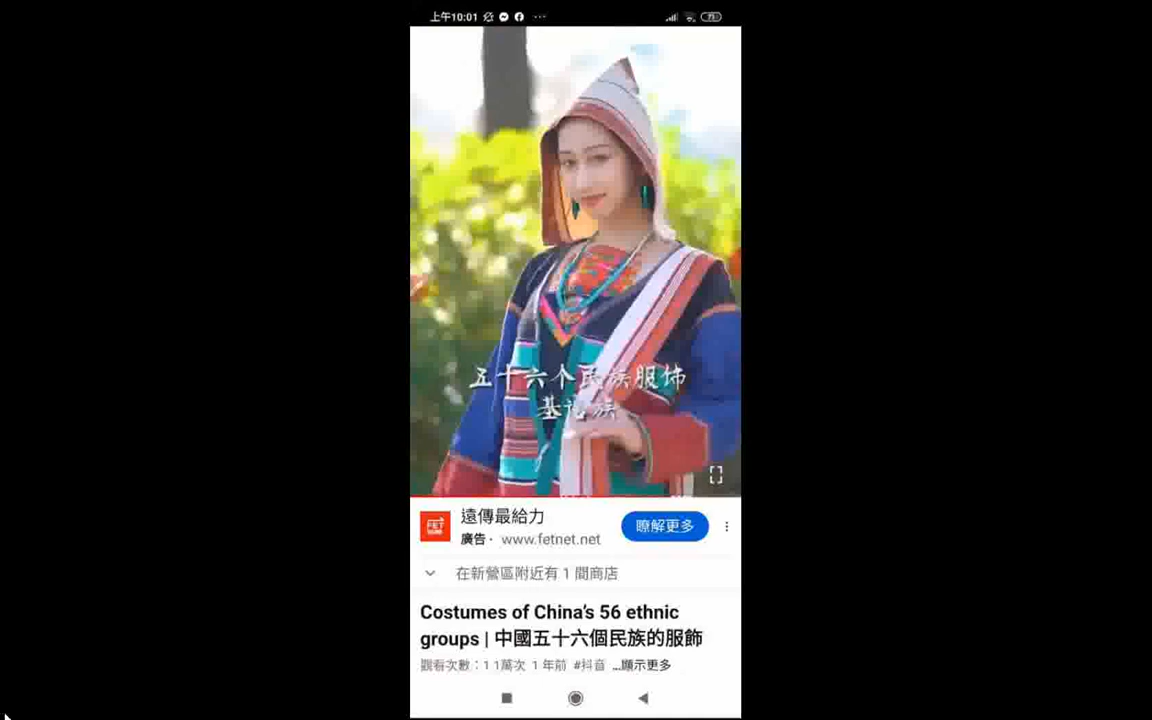 上午10:01
五十六个民族服饰
基诺族
FET
遠傳最給力
廣告· www.fetnet.net
瞭解更多
在新營區附近有 1 間商店
Costumes of China's 56 ethnic
groups | 中國五十六個民族的服飾
觀看次數：1 1萬次 1 年前 #抖音 ...顯示更多